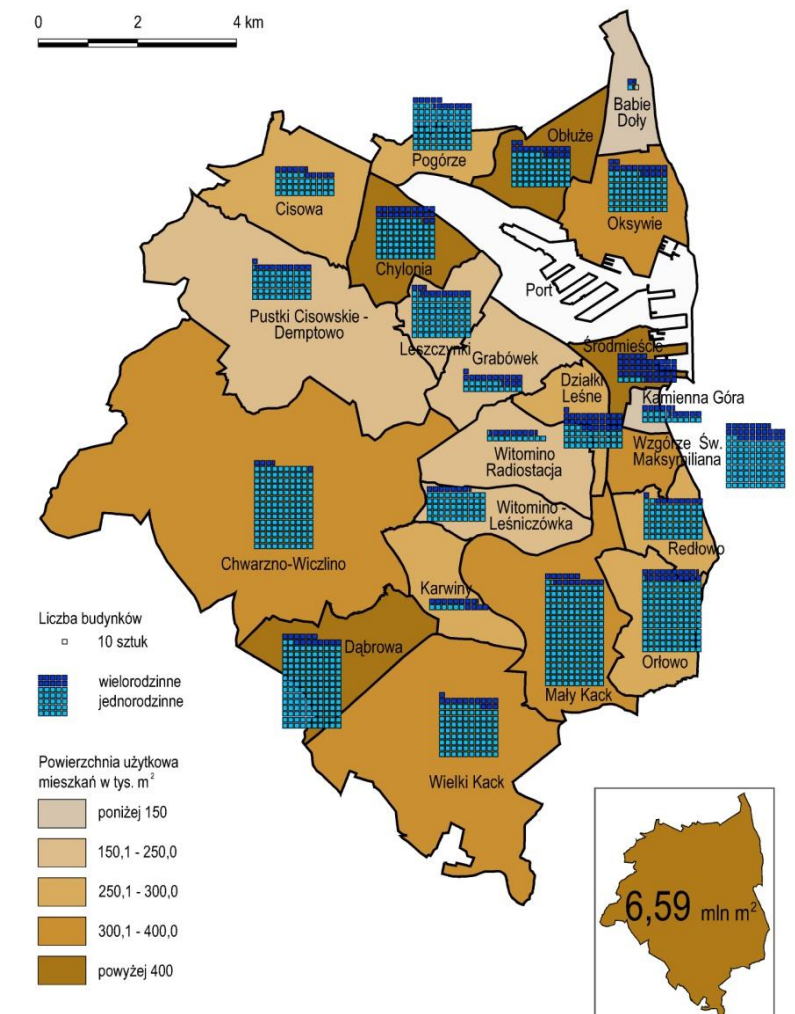 0 2 4 km
Babie
Doły
Obłuże
Pogórze
Cisowa
Oksywie
Chylonia
Port
Pustki Cisowskie -
Demptowo
Leszczynki
Grabówek
Środmieście
Działki
Leśne
Kamienna Góra
Witomino
Radiostacja
Wzgórze Św.
Maksymiliana
Witomino -
Leśniczówka
Redłowo
Chwarzno-Wiczlino
Karwiny
Dąbrowa
Orłowo
Mały Kack
Wielki Kack
Liczba budynków
10 sztuk
wielorodzinne
jednorodzinne
Powierzchnia użytkowa
mieszkań w tys. m²
poniżej 150
150,1 - 250,0
250,1 - 300,0
300,1 - 400,0
powyżej 400
6,59 mln m²